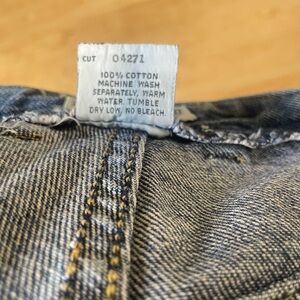 CUT 04271
100% COTTON
MACHINE WASH
SEPARATELY, WARM
WATER. TUMBLE
DRY LOW, NO BLEACH.